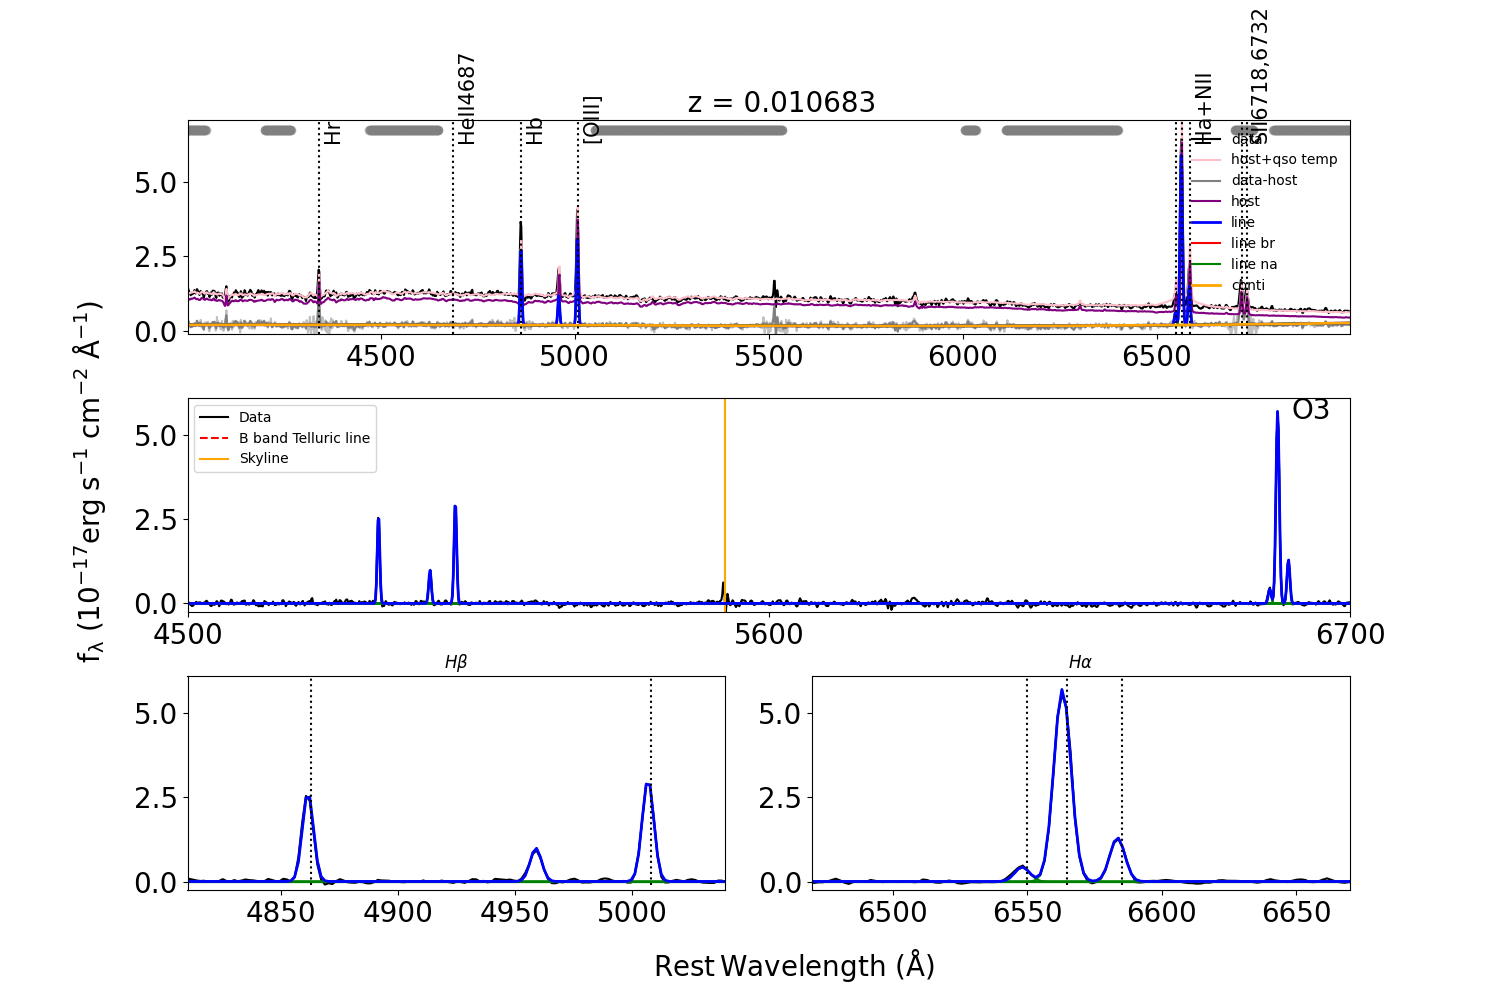 z = 0.010683
Hr
HeII4687
Hb
[OIII]
Ha+NII
SII6718,6732
data
host+qso temp
data-host
host
line
line br
line na
conti
5.0
2.5
0.0
4500
5000
5500
6000
6500
Data
B band Telluric line
Skyline
O3
5.0
2.5
0.0
4500
5600
6700
fλ (10⁻¹⁷erg s⁻¹ cm⁻² Å⁻¹)
Hβ
5.0
2.5
0.0
4850
4900
4950
5000
Hα
5.0
2.5
0.0
6500
6550
6600
6650
Rest Wavelength (Å)